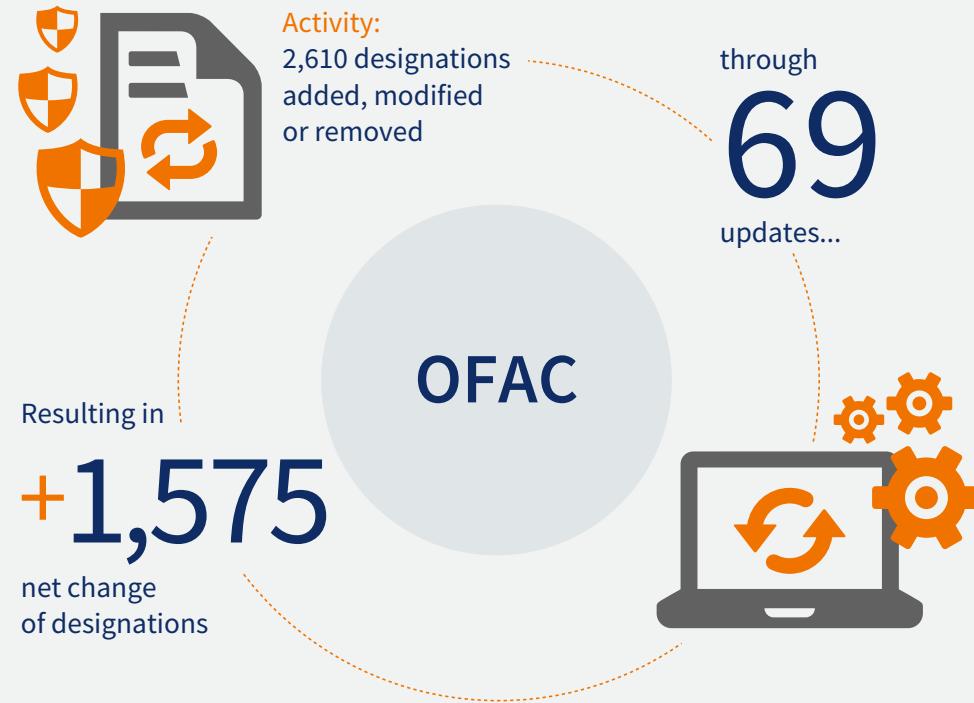 Activity:
2,610 designations
added, modified
or removed
through
69
updates...
OFAC
Resulting in
+1,575
net change
of designations